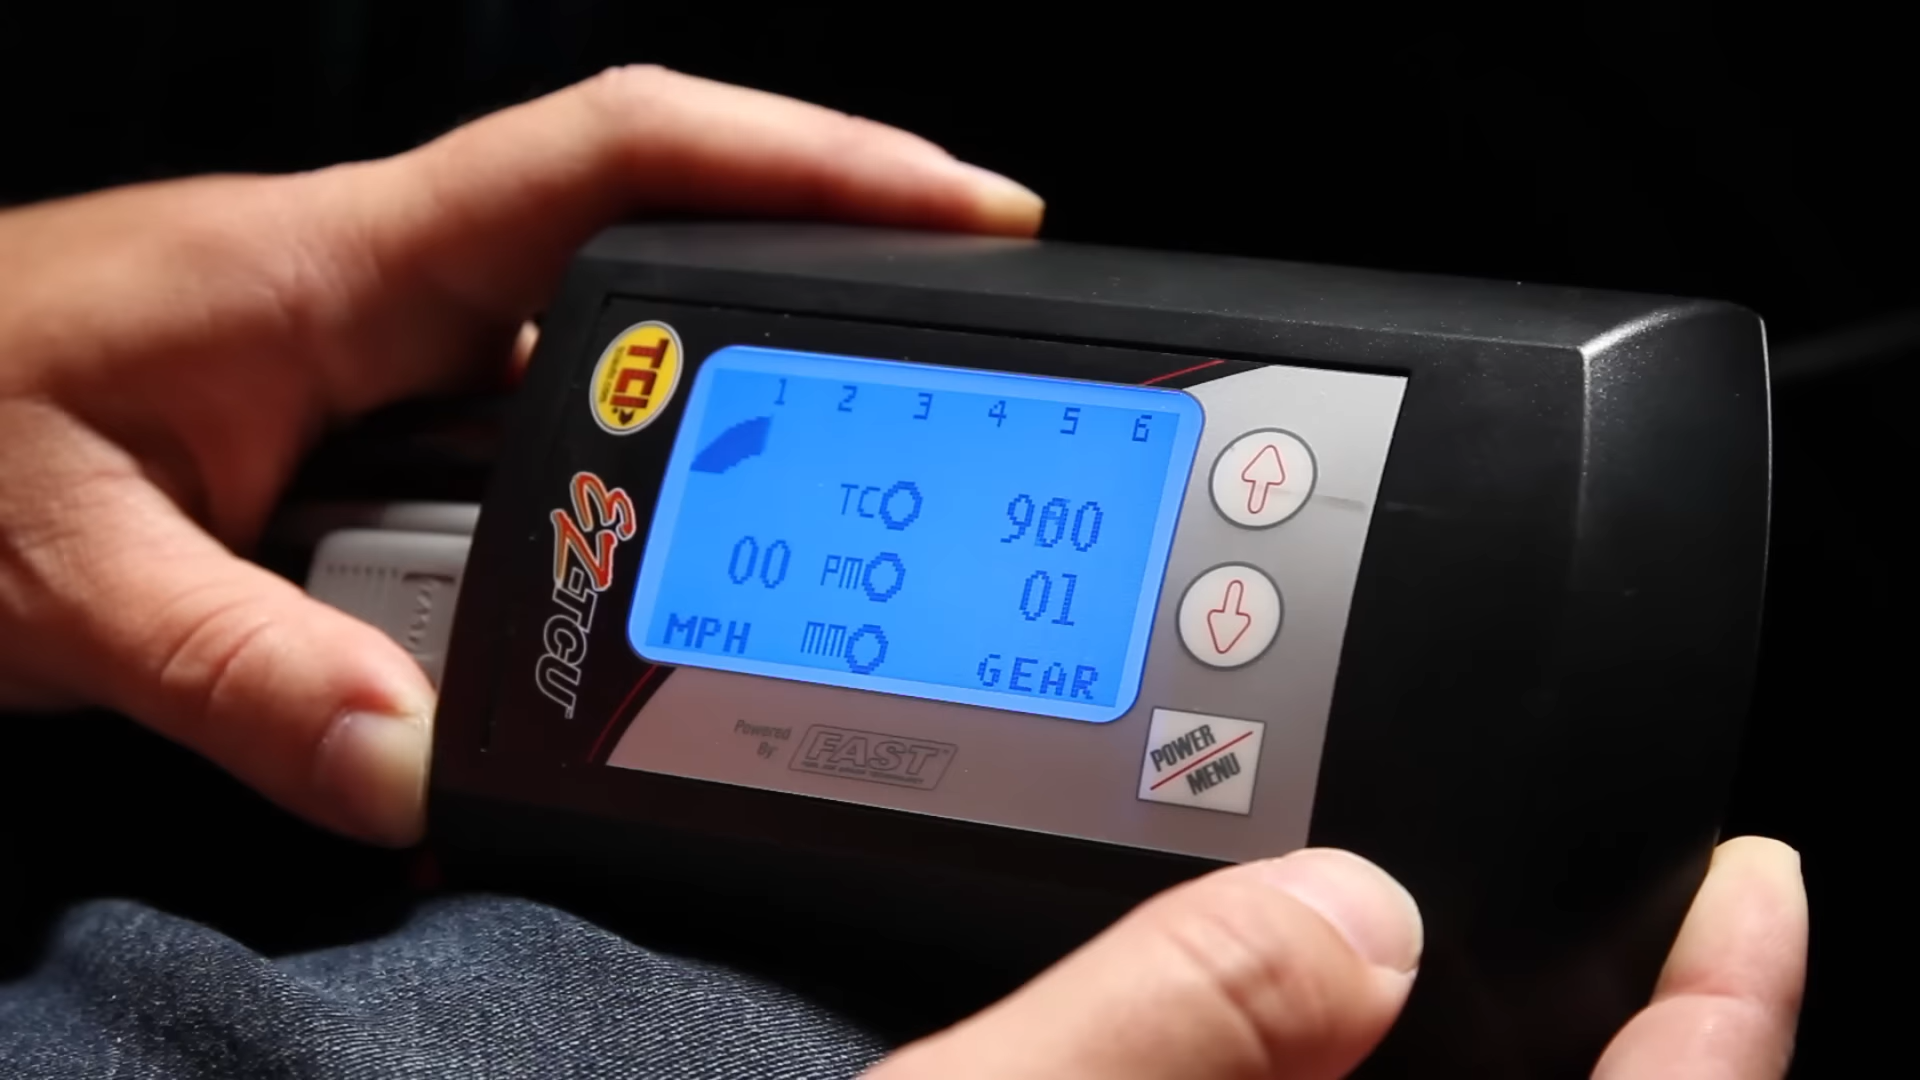 TCI
EZ-TCU
1 2 3 4 5 6
TC
00 PM 01
MPH MM GEAR
Powered
By
FAST
POWER
MENU